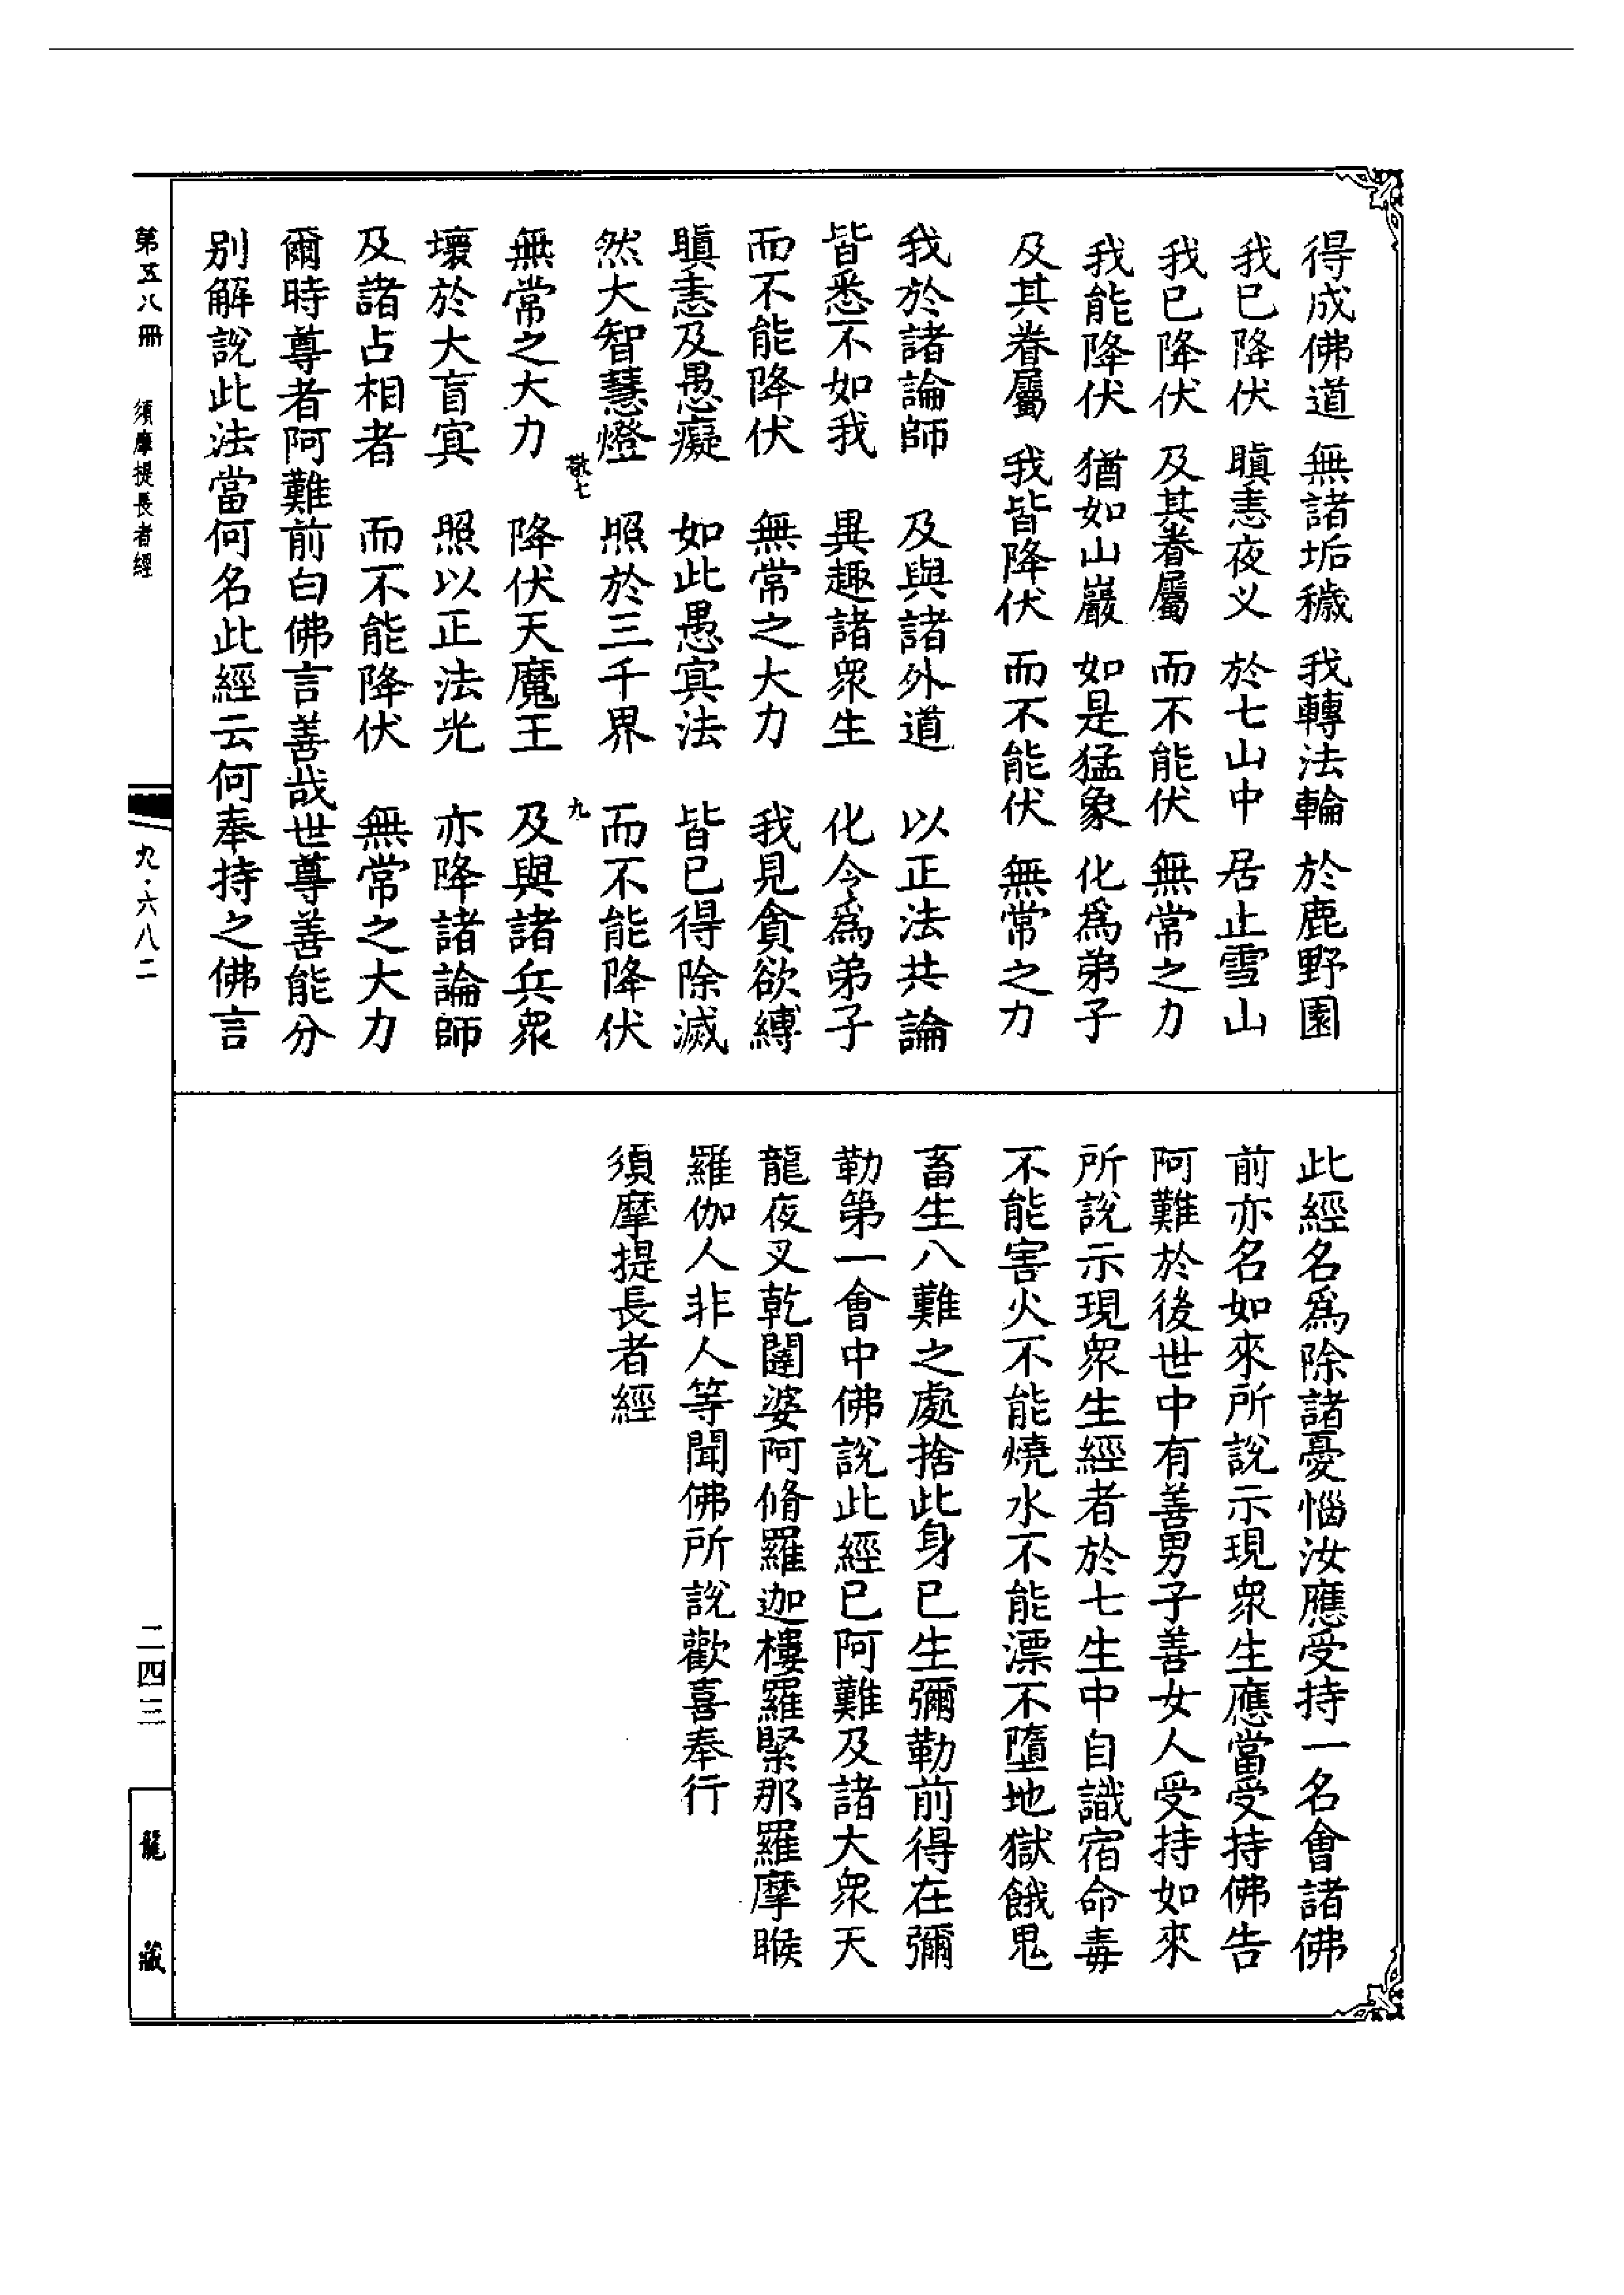 得成佛道　無諸垢穢　我轉法輪　於鹿野園
我已降伏　瞋恚夜义　於七山中　居止雪山
我已降伏　及其眷屬　而不能伏　無常之力
我能降伏　猶如山巖　如是猛象　化爲弟子
及其眷屬　我皆降伏　而不能伏　無常之力
我於諸論師　及與諸外道　以正法共論
皆悉不如我　異趣諸衆生　化令爲弟子
而不能降伏　無常之大力　我見貪欲縛
瞋恚及愚癡　如此愚寘法　皆已得除滅
然大智慧燈　照於三千界　而不能降伏
敬七　九
無常之大力　降伏天魔王　及與諸兵衆
壞於大盲寘　照以正法光　亦降諸論師
及諸占相者　而不能降伏　無常之大力
爾時尊者阿難前白佛言善哉世尊善能分
别解說此法當何名此經云何奉持之佛言
此經名爲除諸憂惱汝應受持一名會諸佛
前亦名如來所說示現衆生應當受持佛告
阿難於後世中有善男子善女人受持如來
所說示現衆生經者於七生中自識宿命毒
不能害火不能燒水不能漂不墮地獄餓鬼
畜生八難之處捨此身已生彌勒前得在彌
勒第一會中佛說此經已阿難及諸大衆天
龍夜叉乾闥婆阿脩羅迦樓羅緊那羅摩睺
羅伽人非人等聞佛所說歡喜奉行
須摩提長者經
第五八冊　須摩提長者經
九·六八二
二四三
龍藏